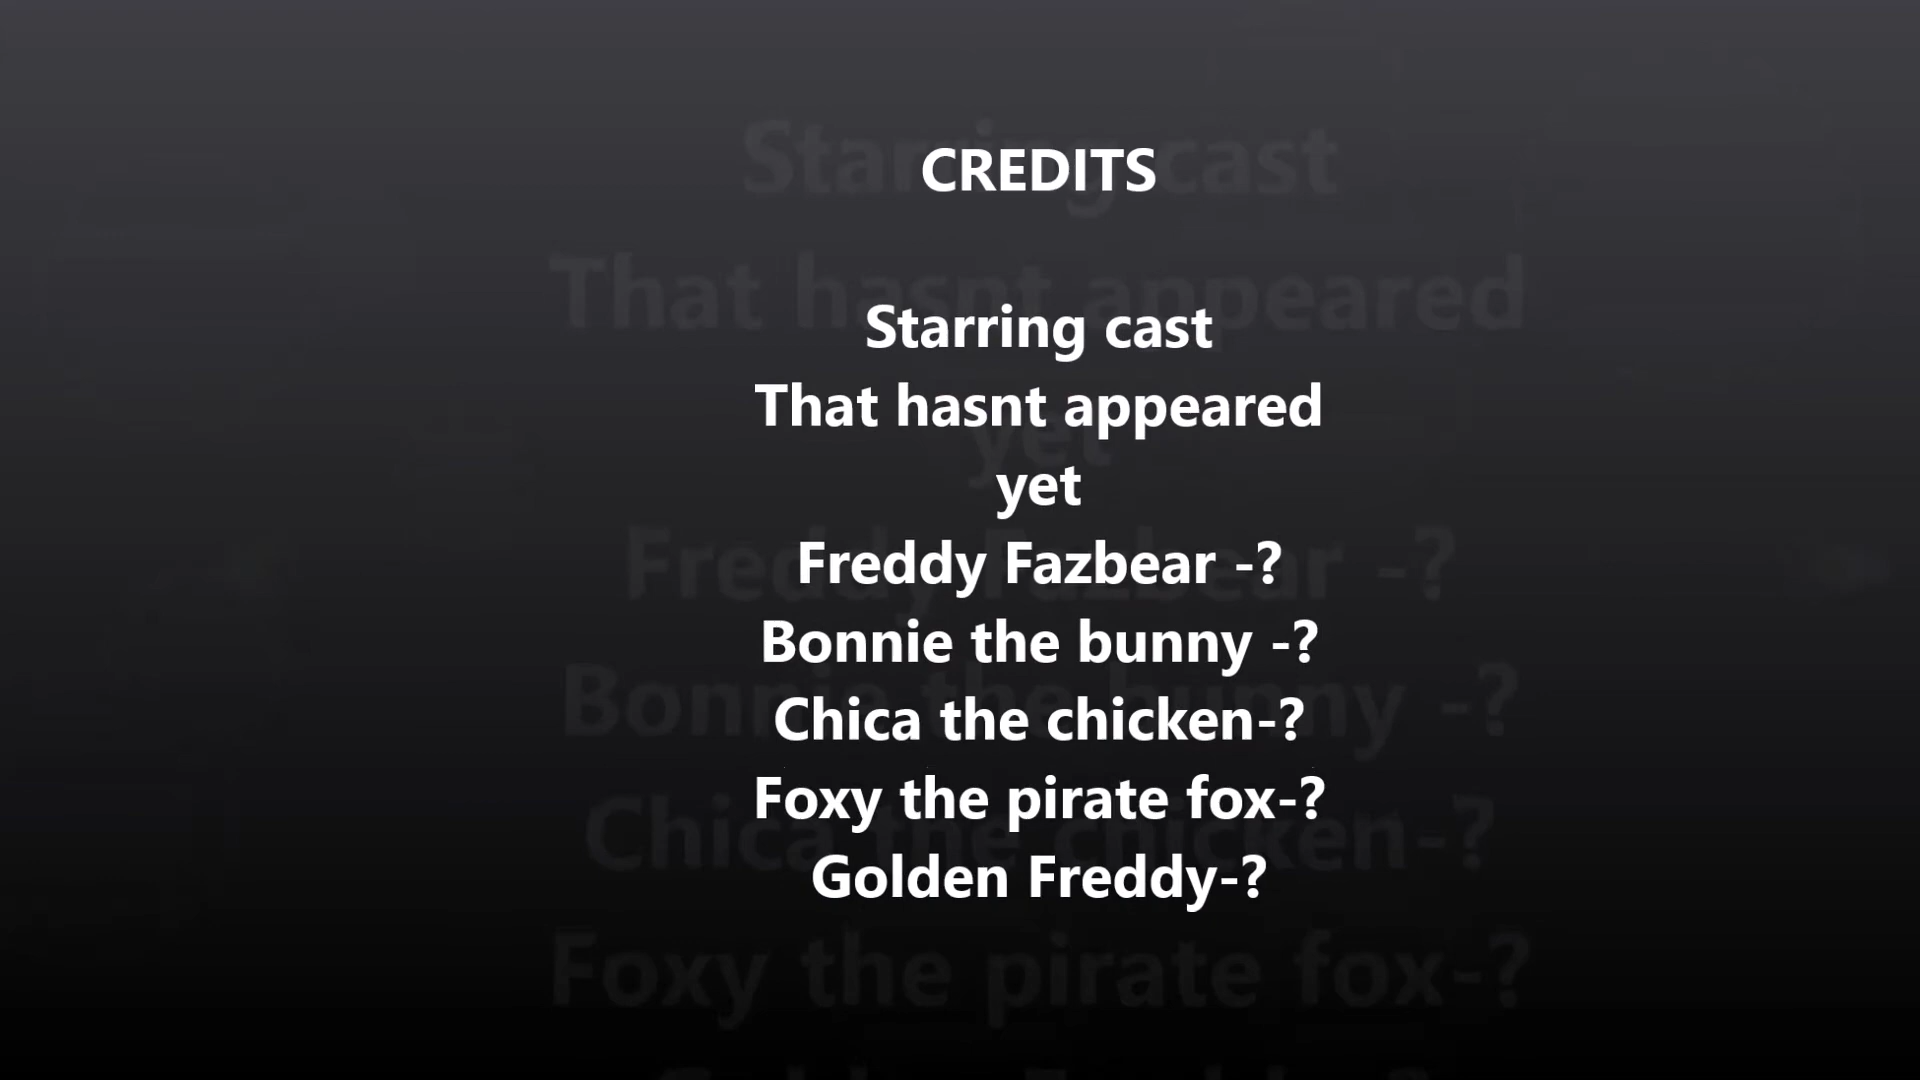 CREDITS
Starring cast
That hasnt appeared
yet
Freddy Fazbear -?
Bonnie the bunny -?
Chica the chicken-?
Foxy the pirate fox-?
Golden Freddy-?